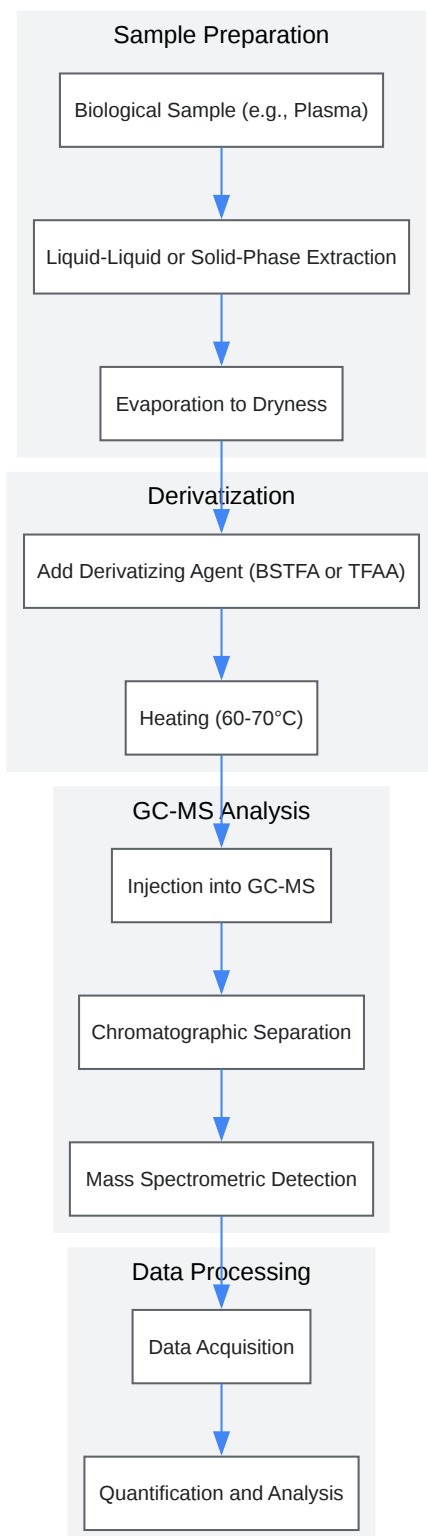 Sample Preparation
Biological Sample (e.g., Plasma)
Liquid-Liquid or Solid-Phase Extraction
Evaporation to Dryness
Derivatization
Add Derivatizing Agent (BSTFA or TFAA)
Heating (60-70°C)
GC-MS Analysis
Injection into GC-MS
Chromatographic Separation
Mass Spectrometric Detection
Data Processing
Data Acquisition
Quantification and Analysis